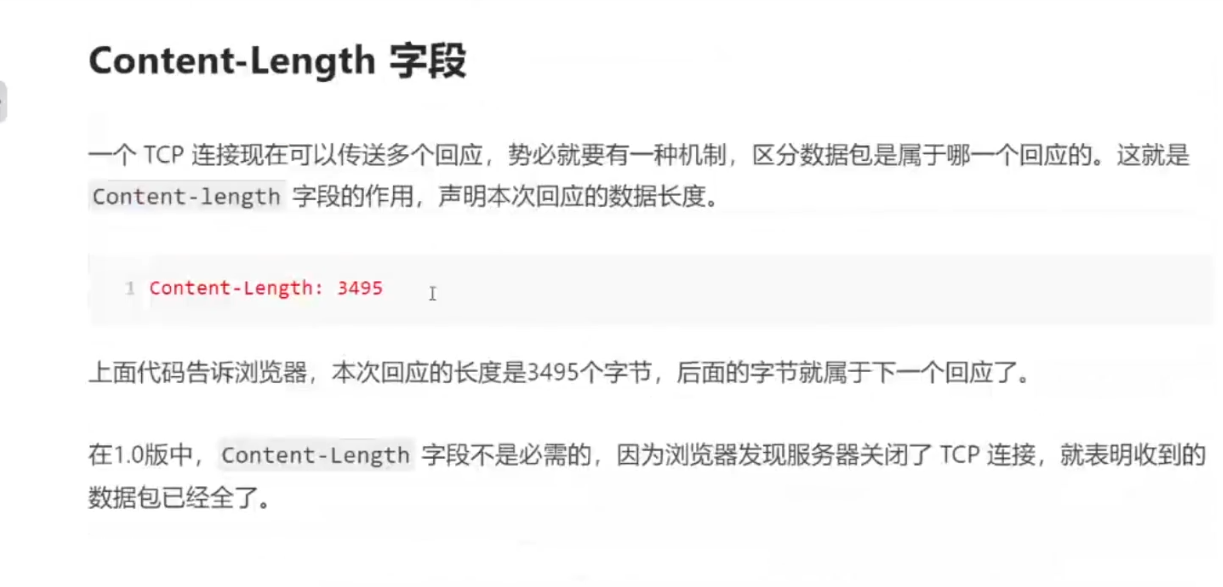 Content-Length 字段
一个 TCP 连接现在可以传送多个回应，势必就要有一种机制，区分数据包是属于哪一个回应的。这就是
Content-length 字段的作用，声明本次回应的数据长度。
1 Content-Length: 3495
上面代码告诉浏览器，本次回应的长度是3495个字节，后面的字节就属于下一个回应了。
在1.0版中，Content-Length 字段不是必需的，因为浏览器发现服务器关闭了 TCP 连接，就表明收到的
数据包已经全了。